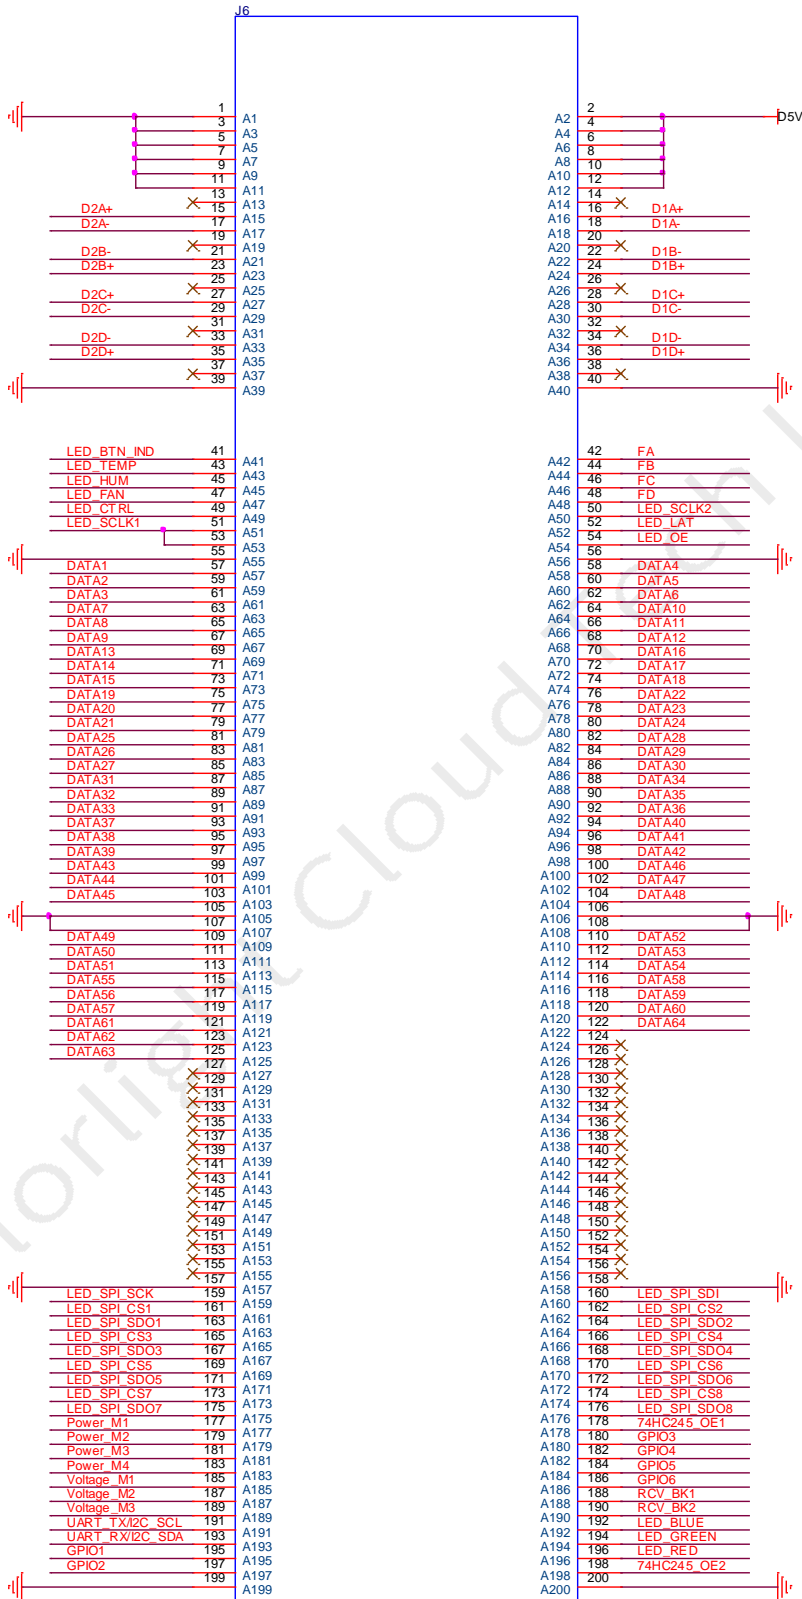 J6
1 A1 A2 2 D5V
3 A3 A4 4
5 A5 A6 6
7 A7 A8 8
9 A9 A10 10
11 A11 A12 12
13 A13 A14 14
D2A+ 15 A15 A16 16 D1A+
D2A- 17 A17 A18 18 D1A-
19 A19 A20 20
D2B- 21 A21 A22 22 D1B-
D2B+ 23 A23 A24 24 D1B+
25 A25 A26 26
D2C+ 27 A27 A28 28 D1C+
D2C- 29 A29 A30 30 D1C-
31 A31 A32 32
D2D- 33 A33 A34 34 D1D-
D2D+ 35 A35 A36 36 D1D+
37 A37 A38 38
39 A39 A40 40
LED_BTN_IND 41 A41 A42 42 FA
LED_TEMP 43 A43 A44 44 FB
LED_HUM 45 A45 A46 46 FC
LED_FAN 47 A47 A48 48 FD
LED_CTRL 49 A49 A50 50 LED_SCLK2
LED_SCLK1 51 A51 A52 52 LED_LAT
53 A53 A54 54 LED_OE
55 A55 A56 56
DATA1 57 A57 A58 58 DATA4
DATA2 59 A59 A60 60 DATA5
DATA3 61 A61 A62 62 DATA6
DATA7 63 A63 A64 64 DATA10
DATA8 65 A65 A66 66 DATA11
DATA9 67 A67 A68 68 DATA12
DATA13 69 A69 A70 70 DATA16
DATA14 71 A71 A72 72 DATA17
DATA15 73 A73 A74 74 DATA18
DATA19 75 A75 A76 76 DATA22
DATA20 77 A77 A78 78 DATA23
DATA21 79 A79 A80 80 DATA24
DATA25 81 A81 A82 82 DATA28
DATA26 83 A83 A84 84 DATA29
DATA27 85 A85 A86 86 DATA30
DATA31 87 A87 A88 88 DATA34
DATA32 89 A89 A90 90 DATA35
DATA33 91 A91 A92 92 DATA36
DATA37 93 A93 A94 94 DATA40
DATA38 95 A95 A96 96 DATA41
DATA39 97 A97 A98 98 DATA42
DATA43 99 A99 A100 100 DATA46
DATA44 101 A101 A102 102 DATA47
DATA45 103 A103 A104 104 DATA48
105 A105 A106 106
107 A107 A108 108
DATA49 109 A109 A110 110 DATA52
DATA50 111 A111 A112 112 DATA53
DATA51 113 A113 A114 114 DATA54
DATA55 115 A115 A116 116 DATA58
DATA56 117 A117 A118 118 DATA59
DATA57 119 A119 A120 120 DATA60
DATA61 121 A121 A122 122 DATA64
DATA62 123 A123 A124 124
DATA63 125 A125 A126 126
127 A127 A128 128
129 A129 A130 130
131 A131 A132 132
133 A133 A134 134
135 A135 A136 136
137 A137 A138 138
139 A139 A140 140
141 A141 A142 142
143 A143 A144 144
145 A145 A146 146
147 A147 A148 148
149 A149 A150 150
151 A151 A152 152
153 A153 A154 154
155 A155 A156 156
157 A157 A158 158
LED_SPI_SCK 159 A159 A160 160 LED_SPI_SDI
LED_SPI_CS1 161 A161 A162 162 LED_SPI_CS2
LED_SPI_SDO1 163 A163 A164 164 LED_SPI_SDO2
LED_SPI_CS3 165 A165 A166 166 LED_SPI_CS4
LED_SPI_SDO3 167 A167 A168 168 LED_SPI_SDO4
LED_SPI_CS5 169 A169 A170 170 LED_SPI_CS6
LED_SPI_SDO5 171 A171 A172 172 LED_SPI_SDO6
LED_SPI_CS7 173 A173 A174 174 LED_SPI_CS8
LED_SPI_SDO7 175 A175 A176 176 LED_SPI_SDO8
Power_M1 177 A177 A178 178 74HC245_OE1
Power_M2 179 A179 A180 180 GPIO3
Power_M3 181 A181 A182 182 GPIO4
Power_M4 183 A183 A184 184 GPIO5
Voltage_M1 185 A185 A186 186 GPIO6
Voltage_M2 187 A187 A188 188 RCV_BK1
Voltage_M3 189 A189 A190 190 RCV_BK2
UART_TX/I2C_SCL 191 A191 A192 192 LED_BLUE
UART_RX/I2C_SDA 193 A193 A194 194 LED_GREEN
GPIO1 195 A195 A196 196 LED_RED
GPIO2 197 A197 A198 198 74HC245_OE2
199 A199 A200 200
orlight Cloud Tech